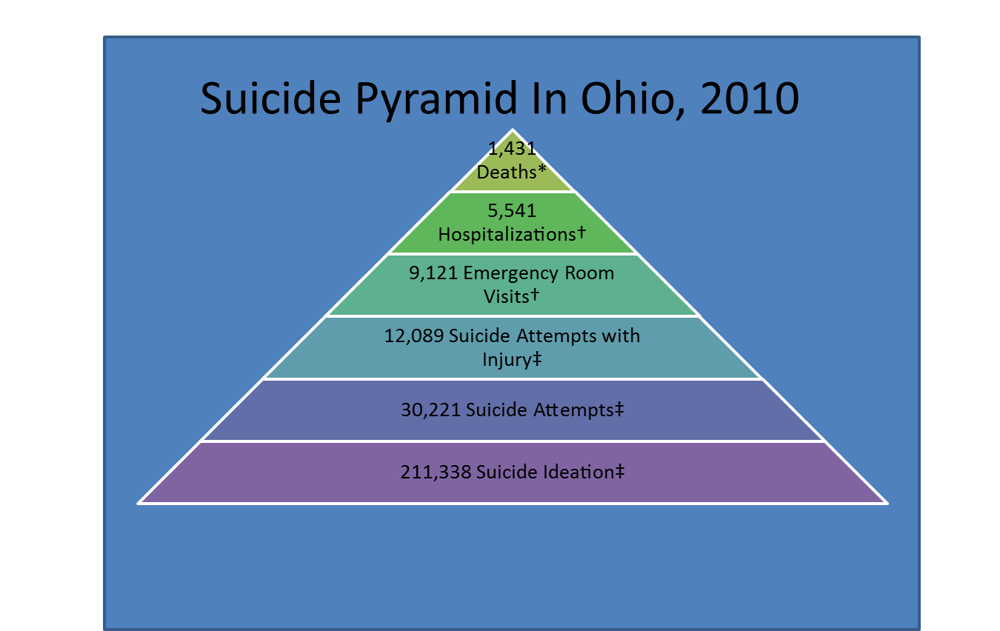 Suicide Pyramid In Ohio, 2010
1,431
Deaths*
5,541
Hospitalizations†
9,121 Emergency Room
Visits†
12,089 Suicide Attempts with
Injury‡
30,221 Suicide Attempts‡
211,338 Suicide Ideation‡